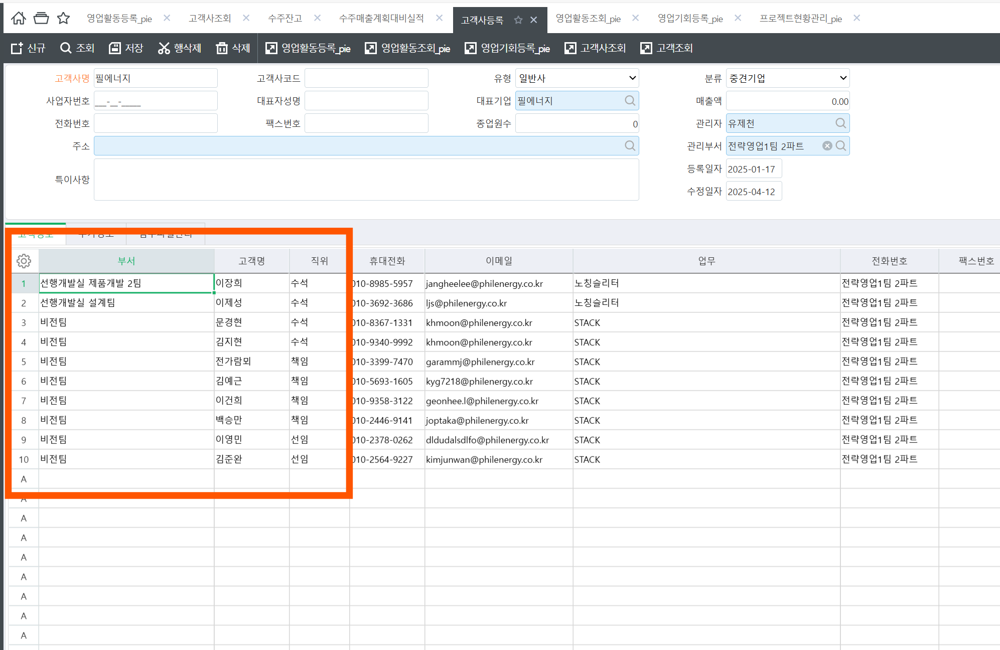 영업활동등록_pie 고객사조회 수주잔고 수주매출계획대비실적 고객사등록 영업활동조회_pie 영업기회등록_pie 프로젝트현황관리_pie
신규 조회 저장 행삭제 삭제 영업활동등록_pie 영업활동조회_pie 영업기회등록_pie 고객사조회 고객조회
고객사명 필에너지 고객사코드 유형 일반사 분류 중견기업
사업자번호 ___-__-_____ 대표자성명 대표기업 필에너지 매출액 0.00
전화번호 팩스번호 종업원수 0 관리자 유제천
주소 관리부서 전략영업1팀 2파트
특이사항 등록일자 2025-01-17
수정일자 2025-04-12
부서 고객명 직위 휴대전화 이메일 업무 전화번호 팩스번호
1 선행개발실 제품개발 2팀 이장희 수석 010-8985-5957 jangheelee@philenergy.co.kr 노칭슬리터 전략영업1팀 2파트
2 선행개발실 설계팀 이제성 수석 010-3692-3686 ljs@philenergy.co.kr 노칭슬리터 전략영업1팀 2파트
3 비전팀 문경현 수석 010-8367-1331 khmoon@philenergy.co.kr STACK 전략영업1팀 2파트
4 비전팀 김지현 수석 010-9340-9992 khmoon@philenergy.co.kr STACK 전략영업1팀 2파트
5 비전팀 전가람뫼 책임 010-3399-7470 garammj@philenergy.co.kr STACK 전략영업1팀 2파트
6 비전팀 김예근 책임 010-5693-1605 kyg7218@philenergy.co.kr STACK 전략영업1팀 2파트
7 비전팀 이건희 책임 010-9358-3122 geonhee.l@philenergy.co.kr STACK 전략영업1팀 2파트
8 비전팀 백승만 책임 010-2446-9141 joptaka@philenergy.co.kr STACK 전략영업1팀 2파트
9 비전팀 이영민 선임 010-2378-0262 dldudalsdlfo@philenergy.co.kr STACK 전략영업1팀 2파트
10 비전팀 김준완 선임 010-2564-9227 kimjunwan@philenergy.co.kr STACK 전략영업1팀 2파트
A
A
A
A
A
A
A
A
A